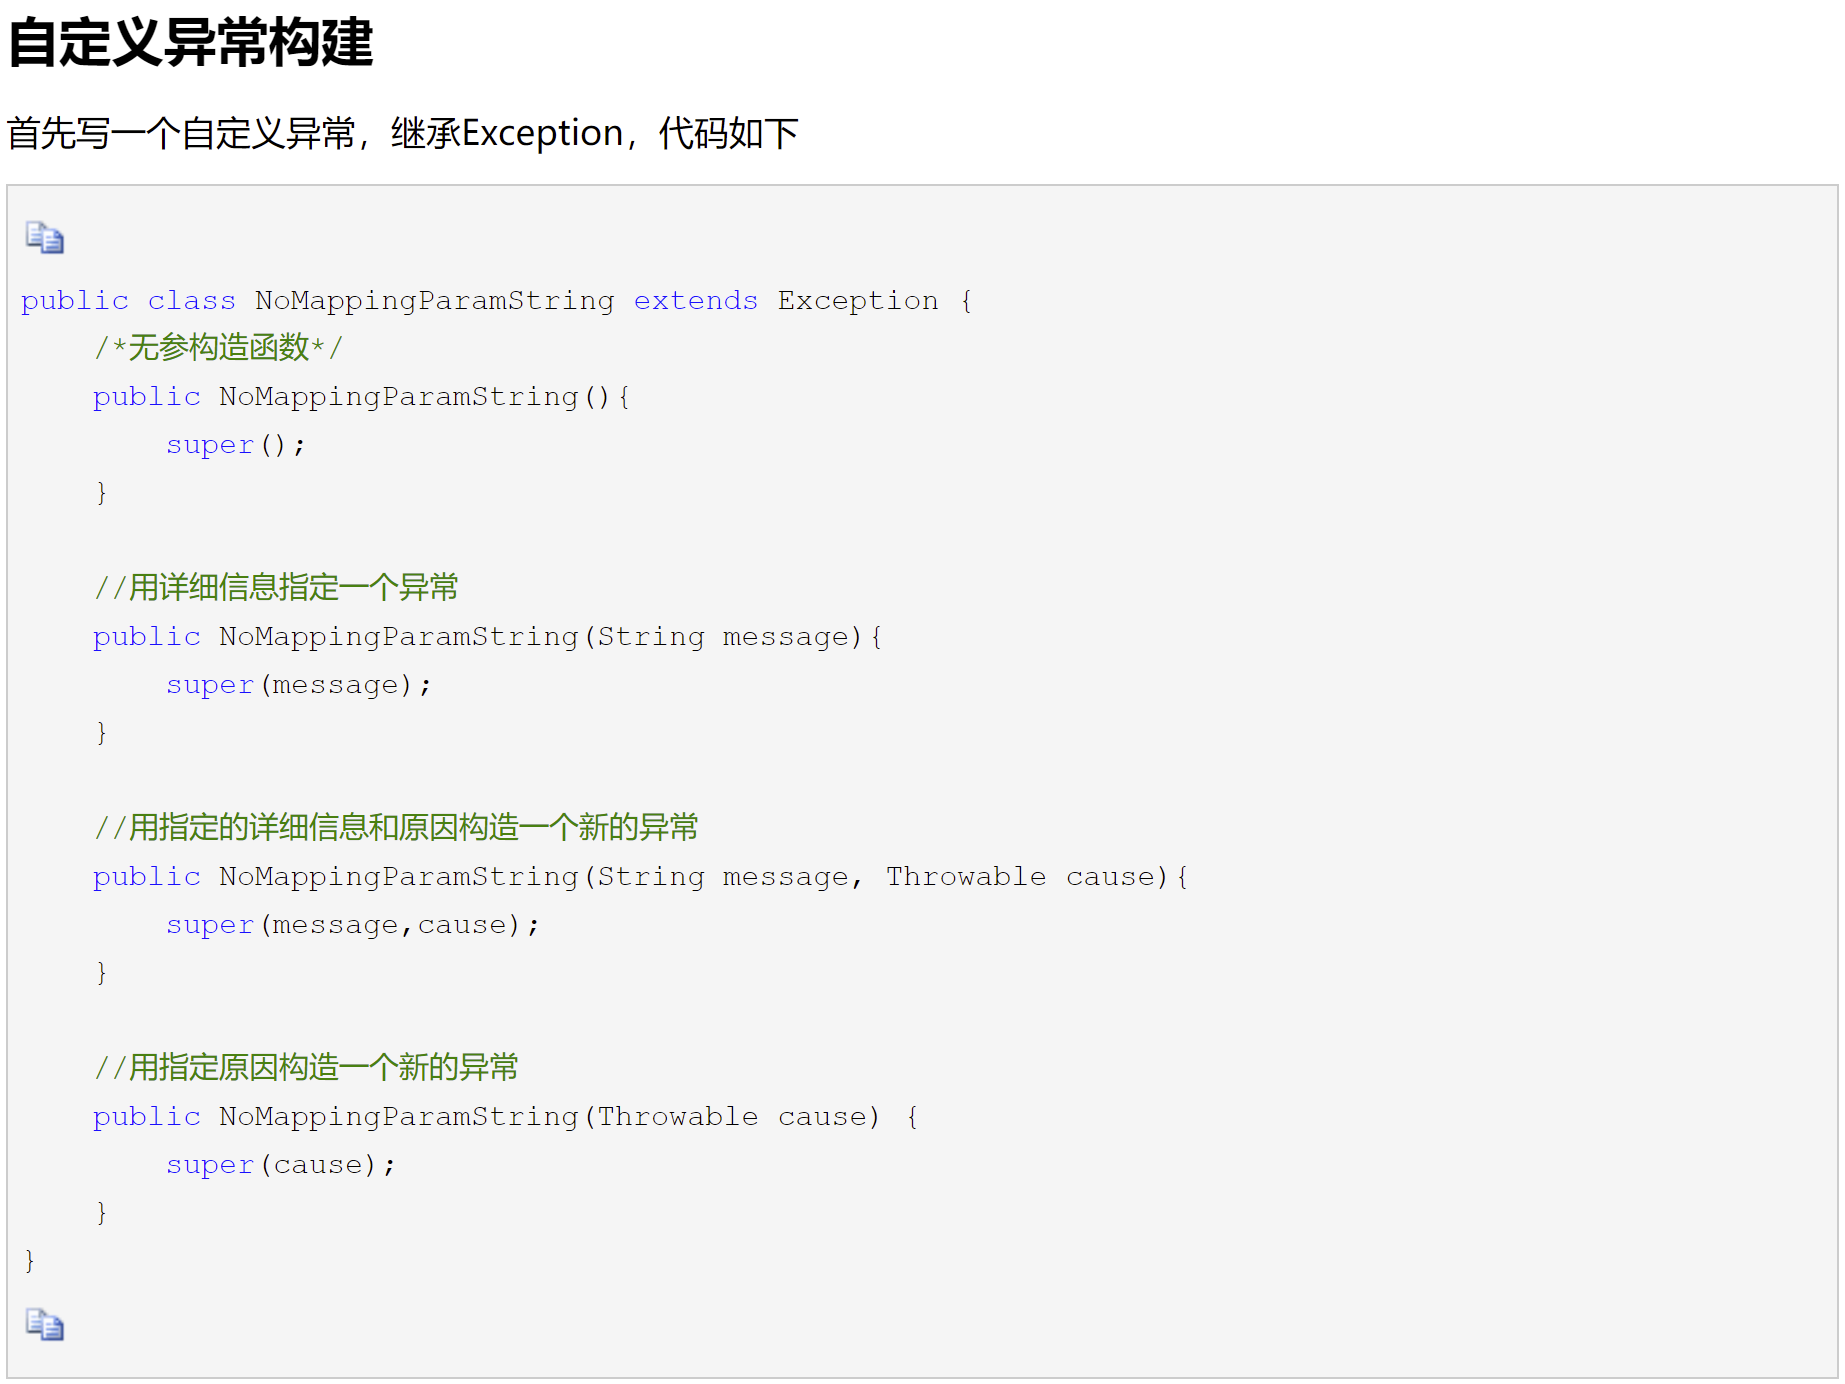 自定义异常构建
首先写一个自定义异常，继承Exception，代码如下
public class NoMappingParamString extends Exception {
    /*无参构造函数*/
    public NoMappingParamString(){
        super();
    }
    //用详细信息指定一个异常
    public NoMappingParamString(String message){
        super(message);
    }
    //用指定的详细信息和原因构造一个新的异常
    public NoMappingParamString(String message, Throwable cause){
        super(message,cause);
    }
    //用指定原因构造一个新的异常
    public NoMappingParamString(Throwable cause) {
        super(cause);
    }
}